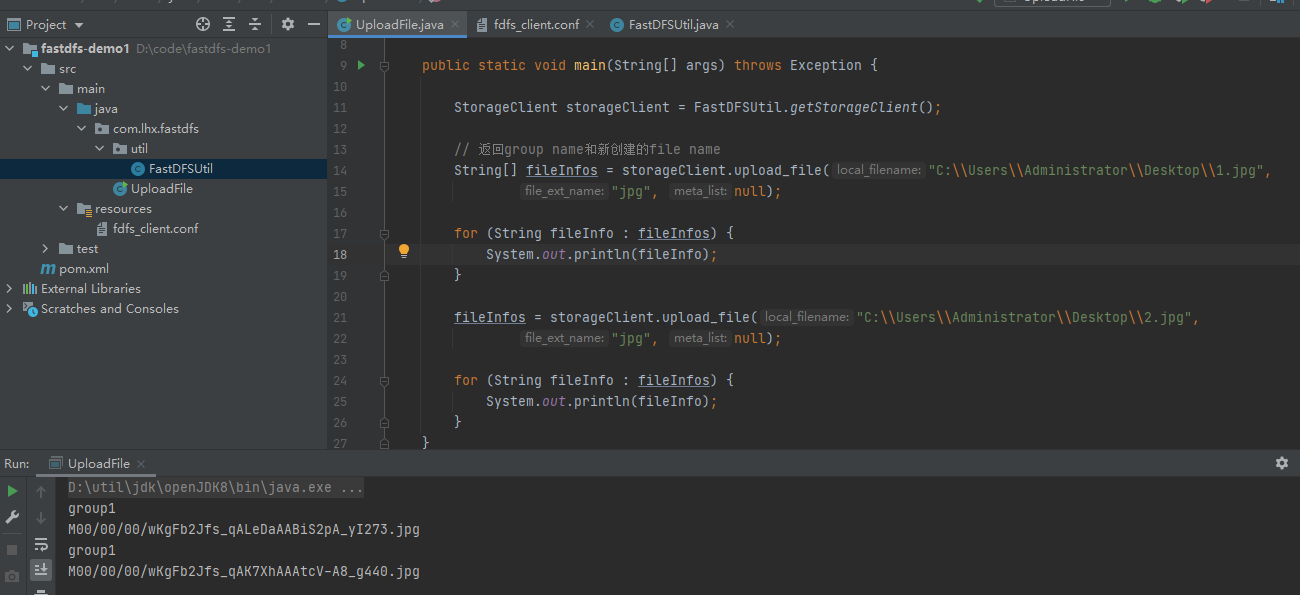 Project
fastdfs-demo1 D:\code\fastdfs-demo1
src
main
java
com.lhx.fastdfs
util
FastDFSUtil
UploadFile
resources
fdfs_client.conf
test
pom.xml
External Libraries
Scratches and Consoles
UploadFile.java fdfs_client.conf FastDFSUtil.java
8
9 public static void main(String[] args) throws Exception {
10
11 StorageClient storageClient = FastDFSUtil.getStorageClient();
12
13 // 返回group name和新创建的file name
14 String[] fileInfos = storageClient.upload_file( local_filename: "C:\\Users\\Administrator\\Desktop\\1.jpg",
15 file_ext_name: "jpg", meta_list: null);
16
17 for (String fileInfo : fileInfos) {
18 System.out.println(fileInfo);
19 }
20
21 fileInfos = storageClient.upload_file( local_filename: "C:\\Users\\Administrator\\Desktop\\2.jpg",
22 file_ext_name: "jpg", meta_list: null);
23
24 for (String fileInfo : fileInfos) {
25 System.out.println(fileInfo);
26 }
27 }
Run: UploadFile
D:\util\jdk\openJDK8\bin\java.exe ...
group1
M00/00/00/wKgFb2Jfs_qALeDaAABiS2pA_yI273.jpg
group1
M00/00/00/wKgFb2Jfs_qAK7XhAAAtcV-A8_g440.jpg